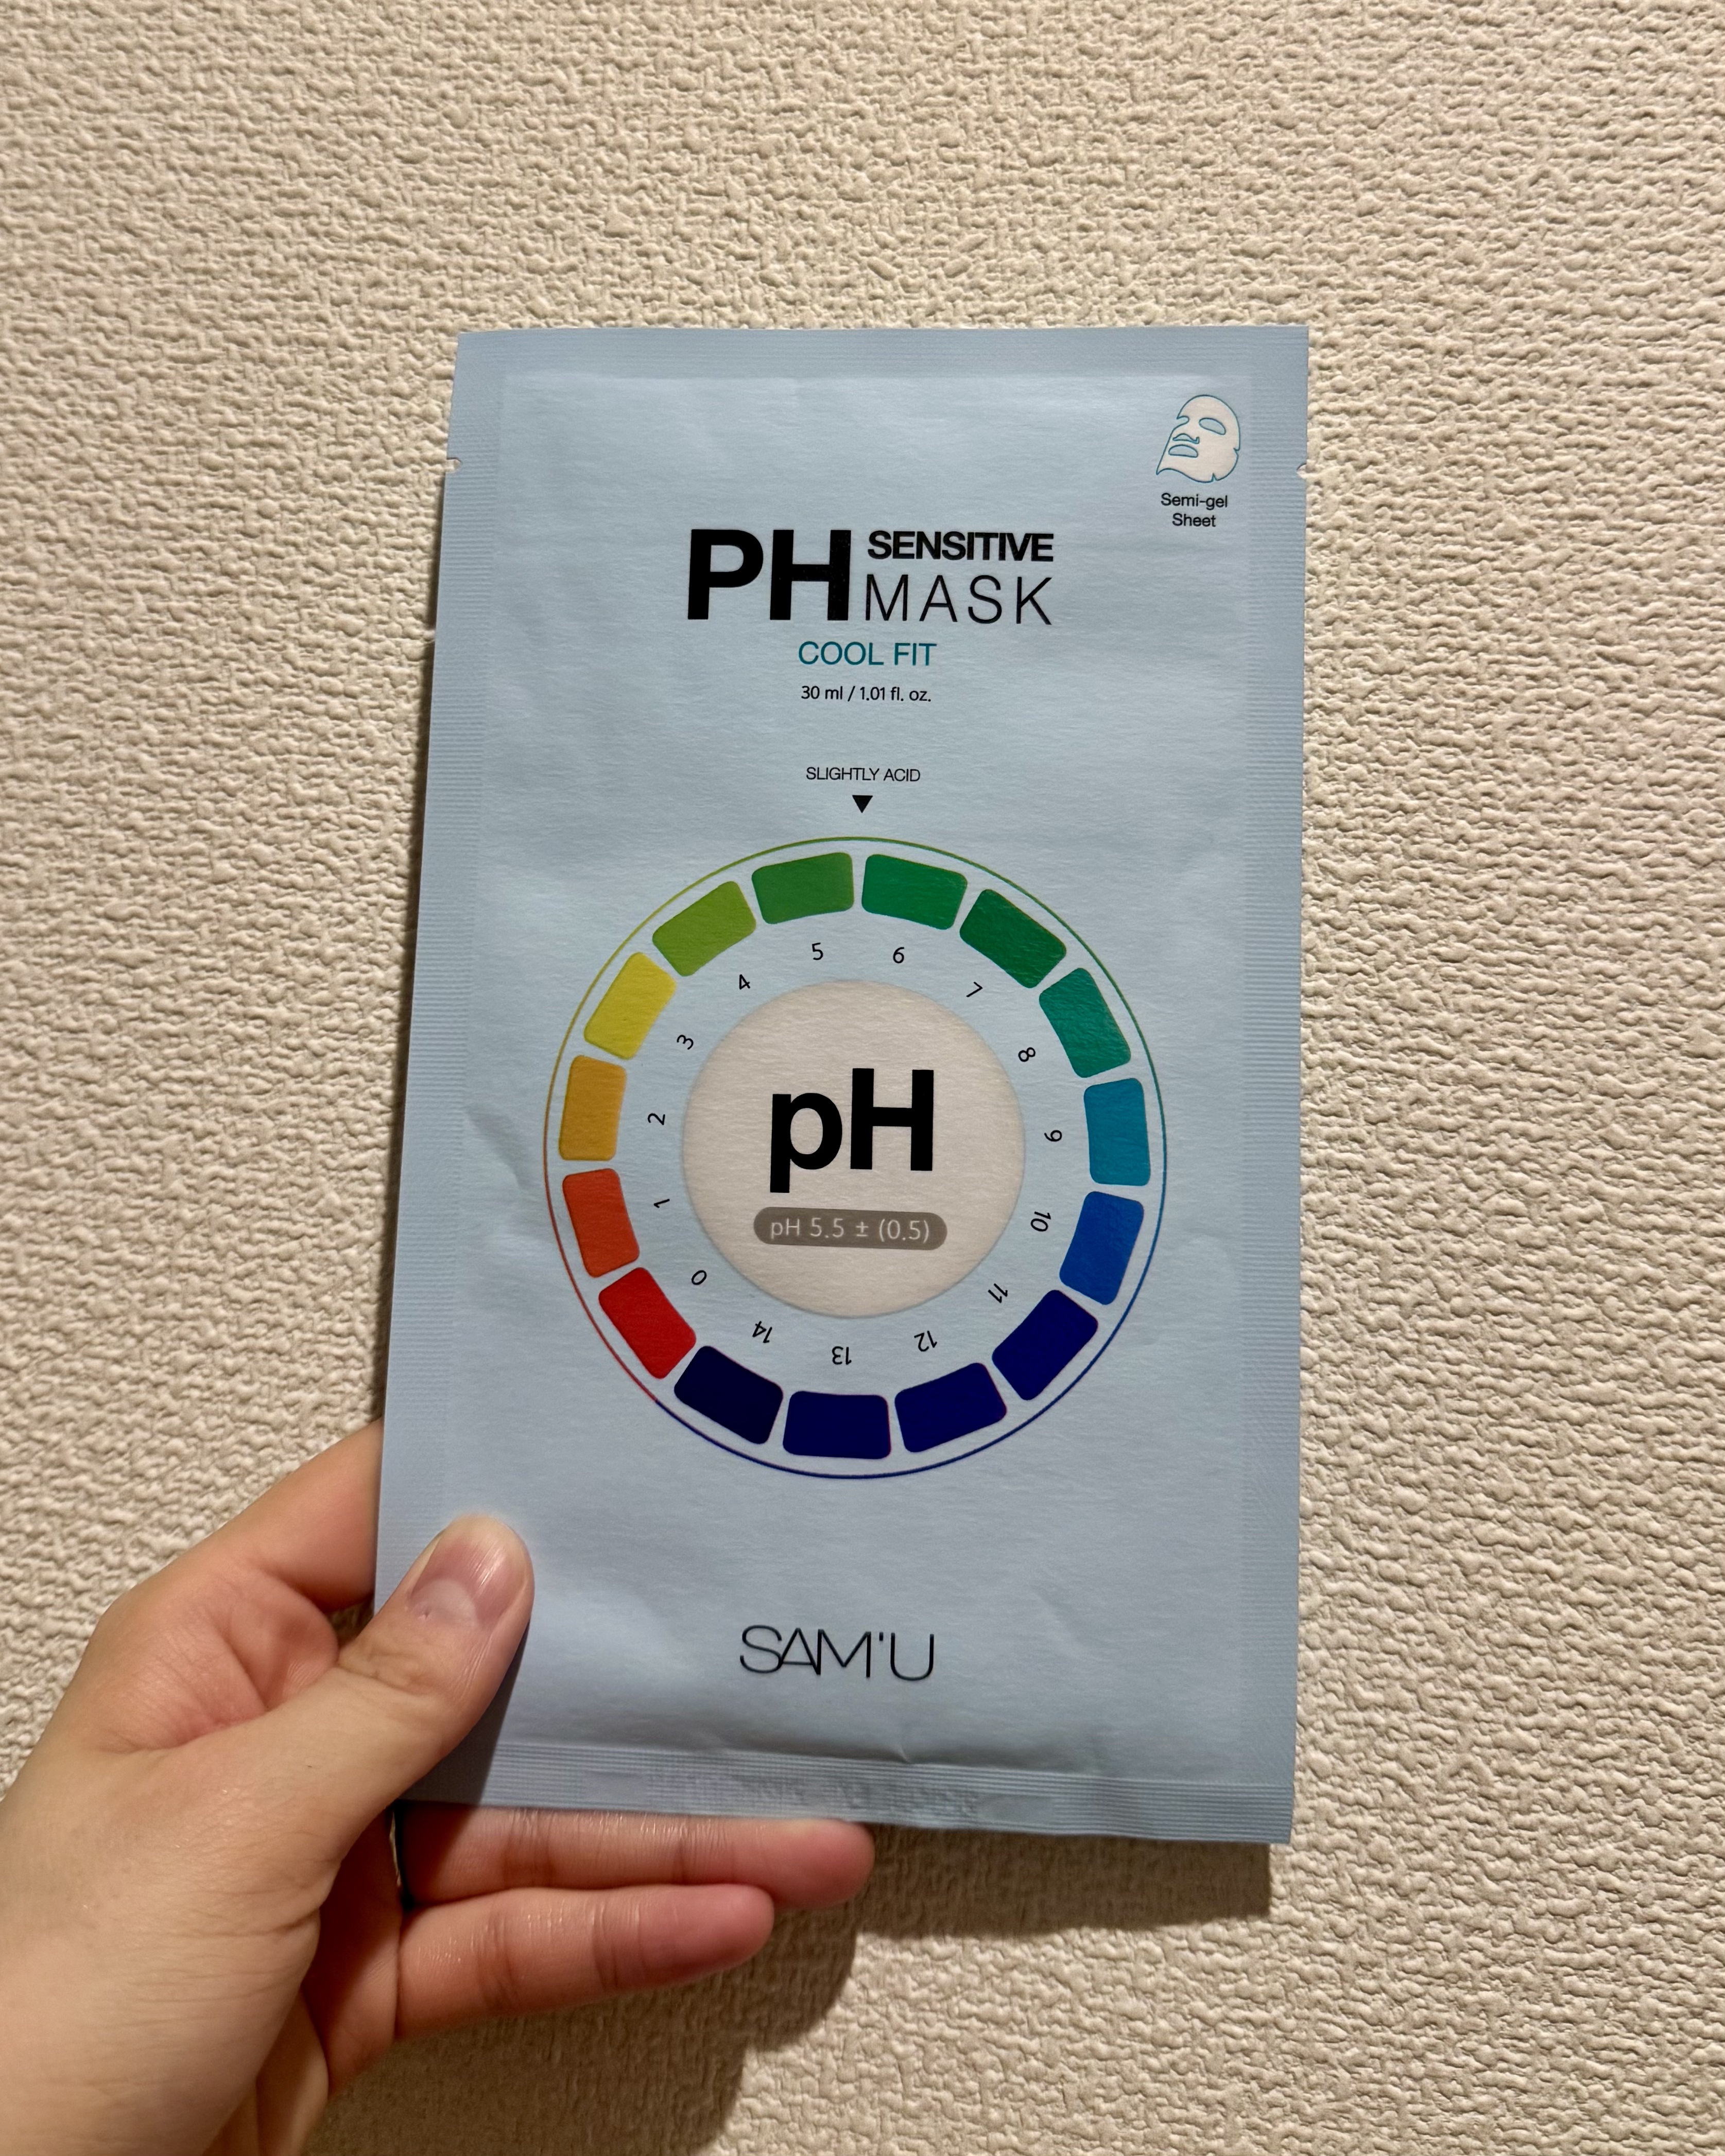 Semi-gel
Sheet
PH SENSITIVE
MASK
COOL FIT
30 ml / 1.01 fl. oz.
SLIGHTLY ACID
0
1
2
3
4
5
6
7
8
9
10
11
12
13
14
pH
pH 5.5 ± (0.5)
SAM'U